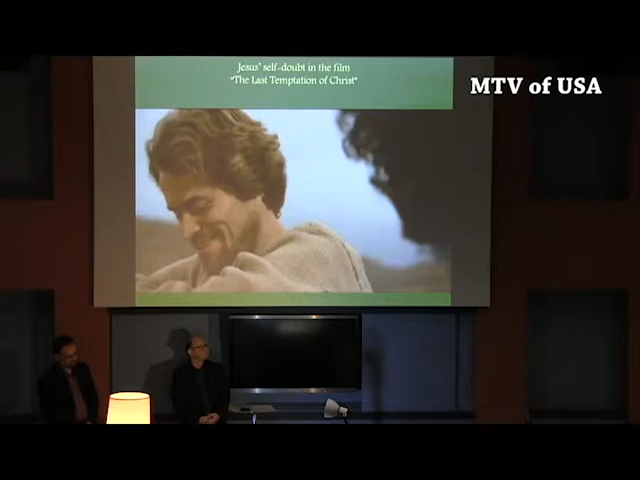 Jesus' self-doubt in the film
"The Last Temptation of Christ"
MTV of USA